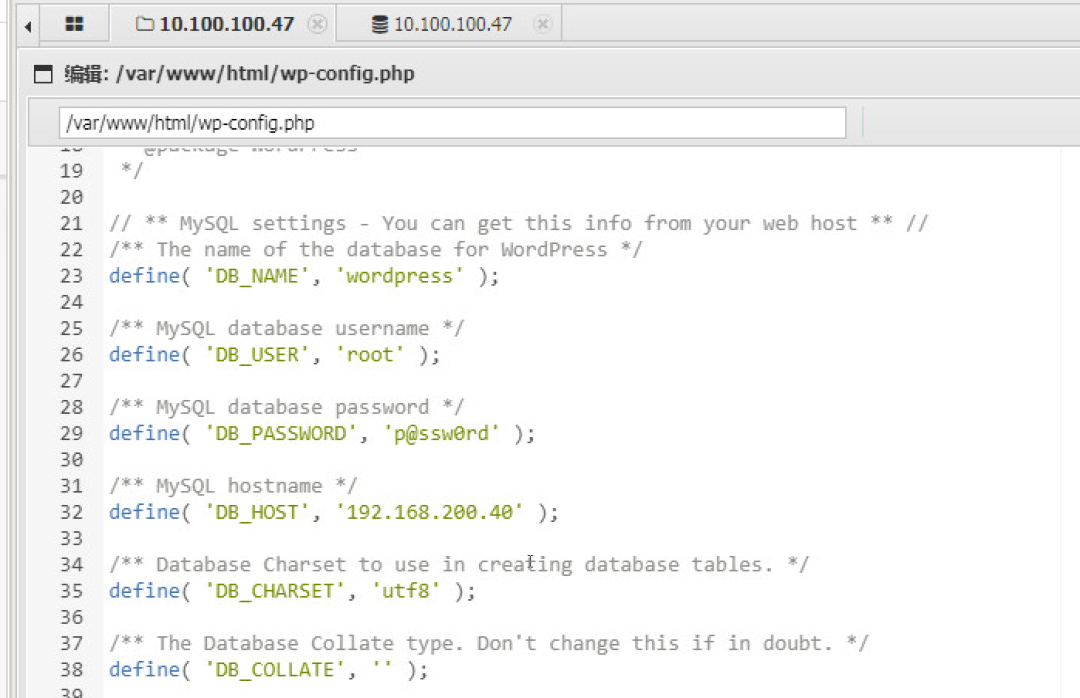 10.100.100.47
10.100.100.47
编辑: /var/www/html/wp-config.php
/var/www/html/wp-config.php
18 @package WordPress
19 */
20
21 // ** MySQL settings - You can get this info from your web host ** //
22 /** The name of the database for WordPress */
23 define( 'DB_NAME', 'wordpress' );
24
25 /** MySQL database username */
26 define( 'DB_USER', 'root' );
27
28 /** MySQL database password */
29 define( 'DB_PASSWORD', 'p@ssw0rd' );
30
31 /** MySQL hostname */
32 define( 'DB_HOST', '192.168.200.40' );
33
34 /** Database Charset to use in creating database tables. */
35 define( 'DB_CHARSET', 'utf8' );
36
37 /** The Database Collate type. Don't change this if in doubt. */
38 define( 'DB_COLLATE', '' );
39